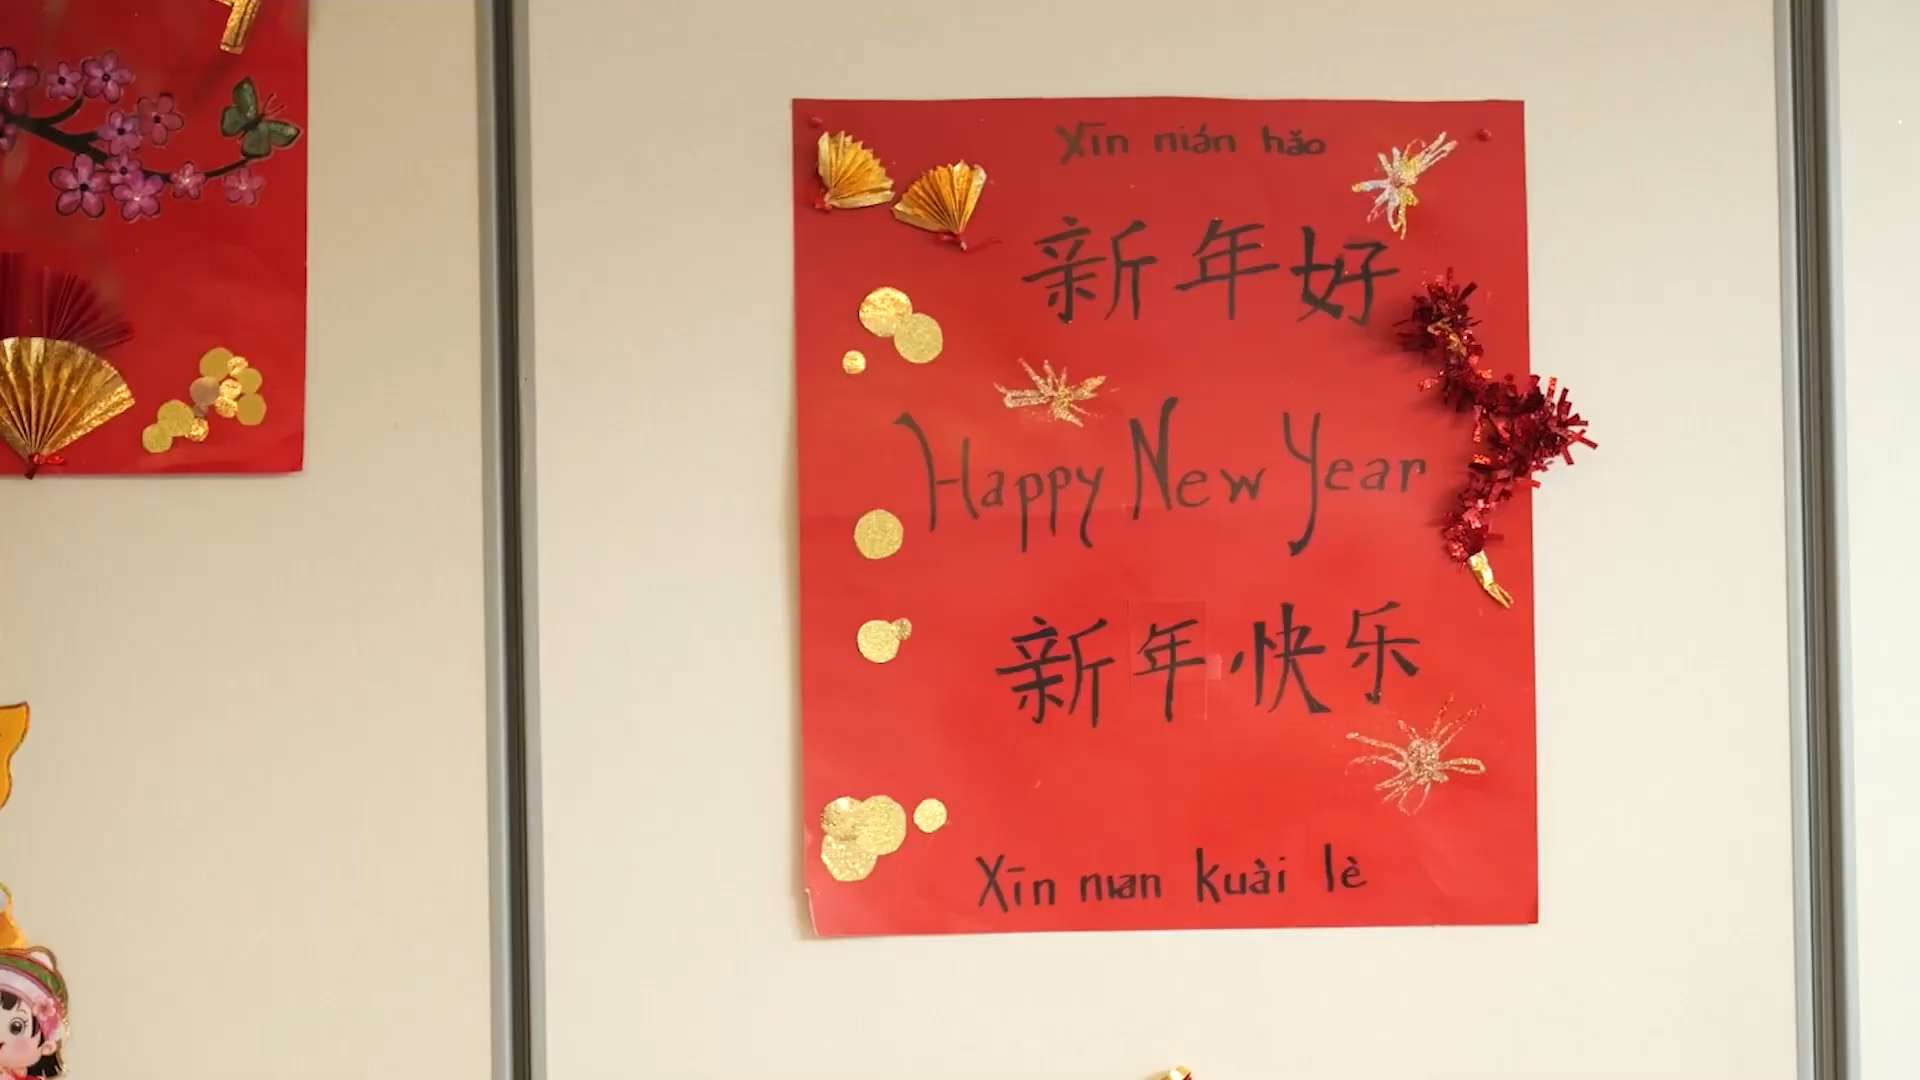 Xīn nián hǎo
新年好
Happy New Year
新年快乐
Xīn nian kuài lè